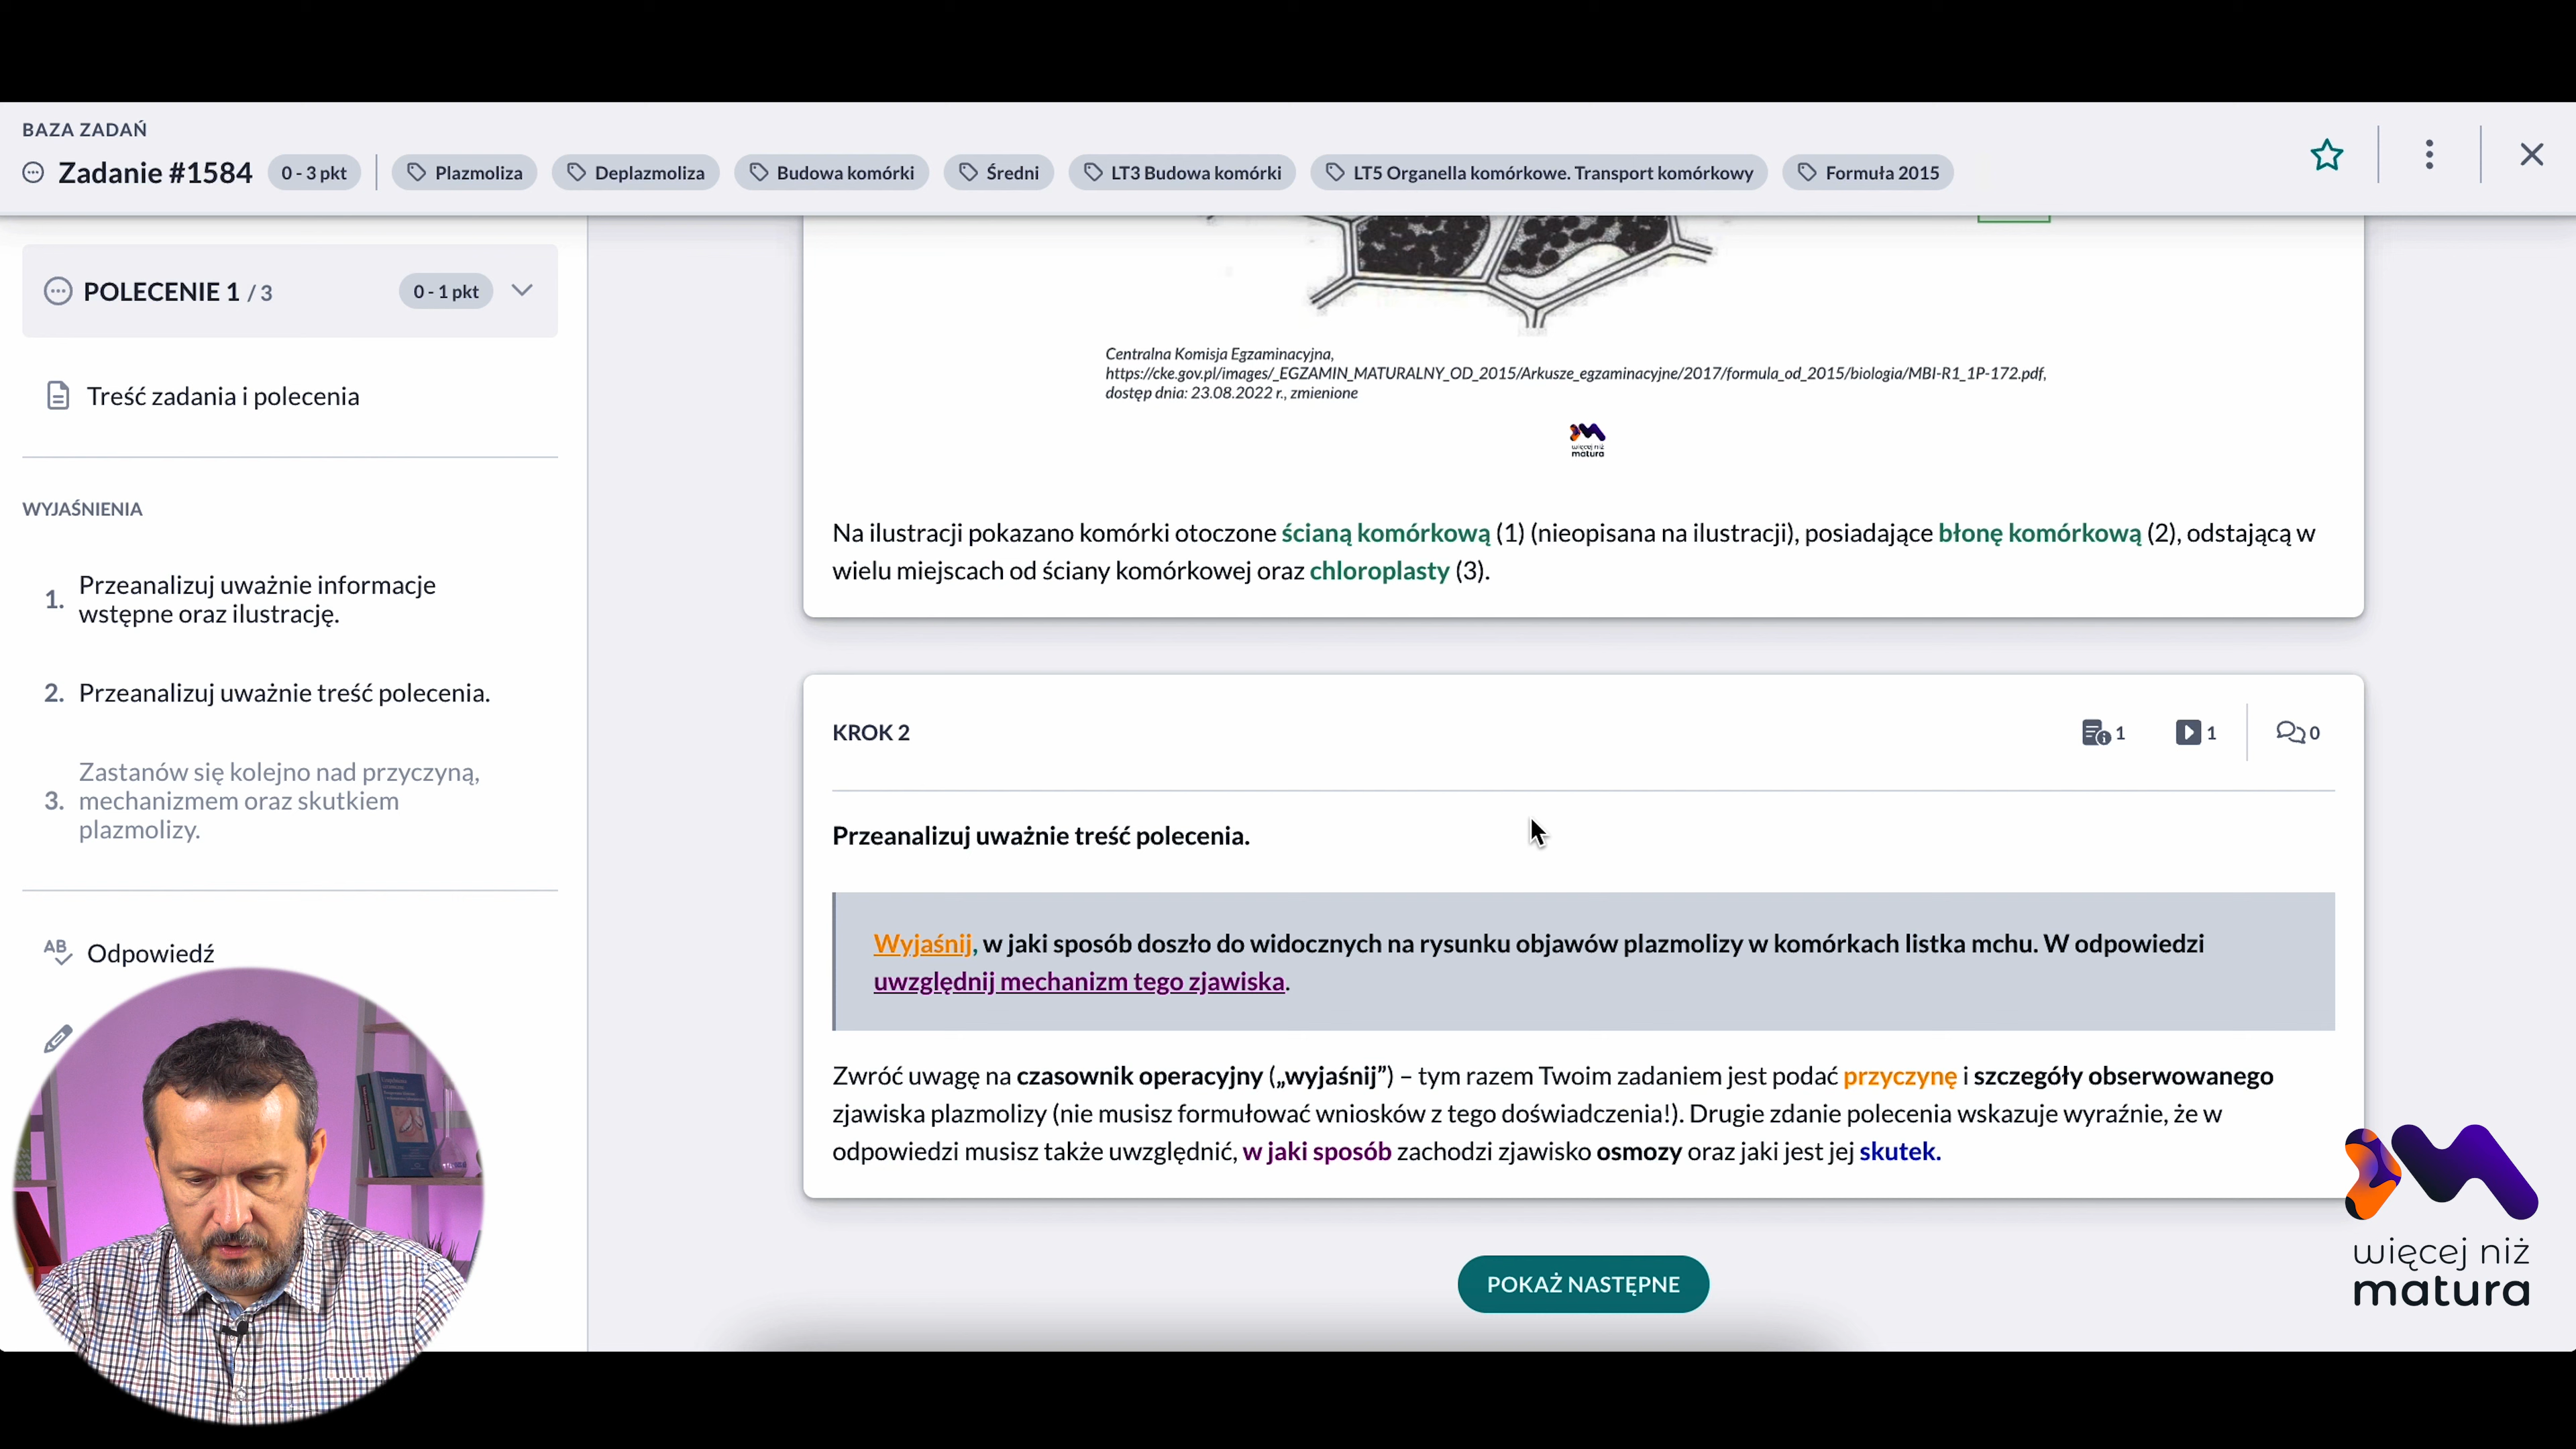 BAZA ZADAŃ
Zadanie #1584
0 - 3 pkt
Plazmoliza
Deplazmoliza
Budowa komórki
Średni
LT3 Budowa komórki
LT5 Organella komórkowe. Transport komórkowy
Formuła 2015
POLECENIE 1 / 3
0 - 1 pkt
Treść zadania i polecenia
WYJAŚNIENIA
1. Przeanalizuj uważnie informacje
wstępne oraz ilustrację.
2. Przeanalizuj uważnie treść polecenia.
3. Zastanów się kolejno nad przyczyną,
mechanizmem oraz skutkiem
plazmolizy.
AB
Odpowiedź
Centralna Komisja Egzaminacyjna,
https://cke.gov.pl/images/_EGZAMIN_MATURALNY_OD_2015/Arkusze_egzaminacyjne/2017/formula_od_2015/biologia/MBI-R1_1P-172.pdf,
dostęp dnia: 23.08.2022 r., zmienione
więcej niż
matura
Na ilustracji pokazano komórki otoczone ścianą komórkową (1) (nieopisana na ilustracji), posiadające błonę komórkową (2), odstającą w
wielu miejscach od ściany komórkowej oraz chloroplasty (3).
KROK 2
1
1
0
Przeanalizuj uważnie treść polecenia.
Wyjaśnij, w jaki sposób doszło do widocznych na rysunku objawów plazmolizy w komórkach listka mchu. W odpowiedzi
uwzględnij mechanizm tego zjawiska.
Zwróć uwagę na czasownik operacyjny („wyjaśnij”) – tym razem Twoim zadaniem jest podać przyczynę i szczegóły obserwowanego
zjawiska plazmolizy (nie musisz formułować wniosków z tego doświadczenia!). Drugie zdanie polecenia wskazuje wyraźnie, że w
odpowiedzi musisz także uwzględnić, w jaki sposób zachodzi zjawisko osmozy oraz jaki jest jej skutek.
POKAŻ NASTĘPNE
więcej niż
matura